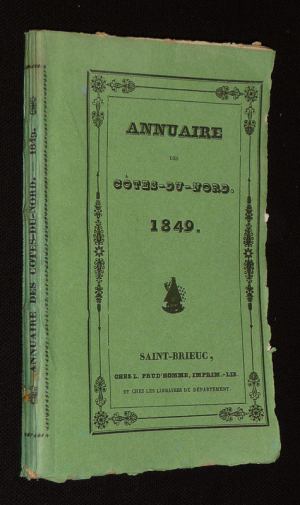 ANNUAIRE
DES
CÔTES-DU-NORD.
1849.
SAINT-BRIEUC,
CHEZ L. PRUD'HOMME, IMPRIM.-LIB.
ET CHEZ LES LIBRAIRES DU DÉPARTEMENT.
ANNUAIRE DES COTES-DU-NORD. 1849.